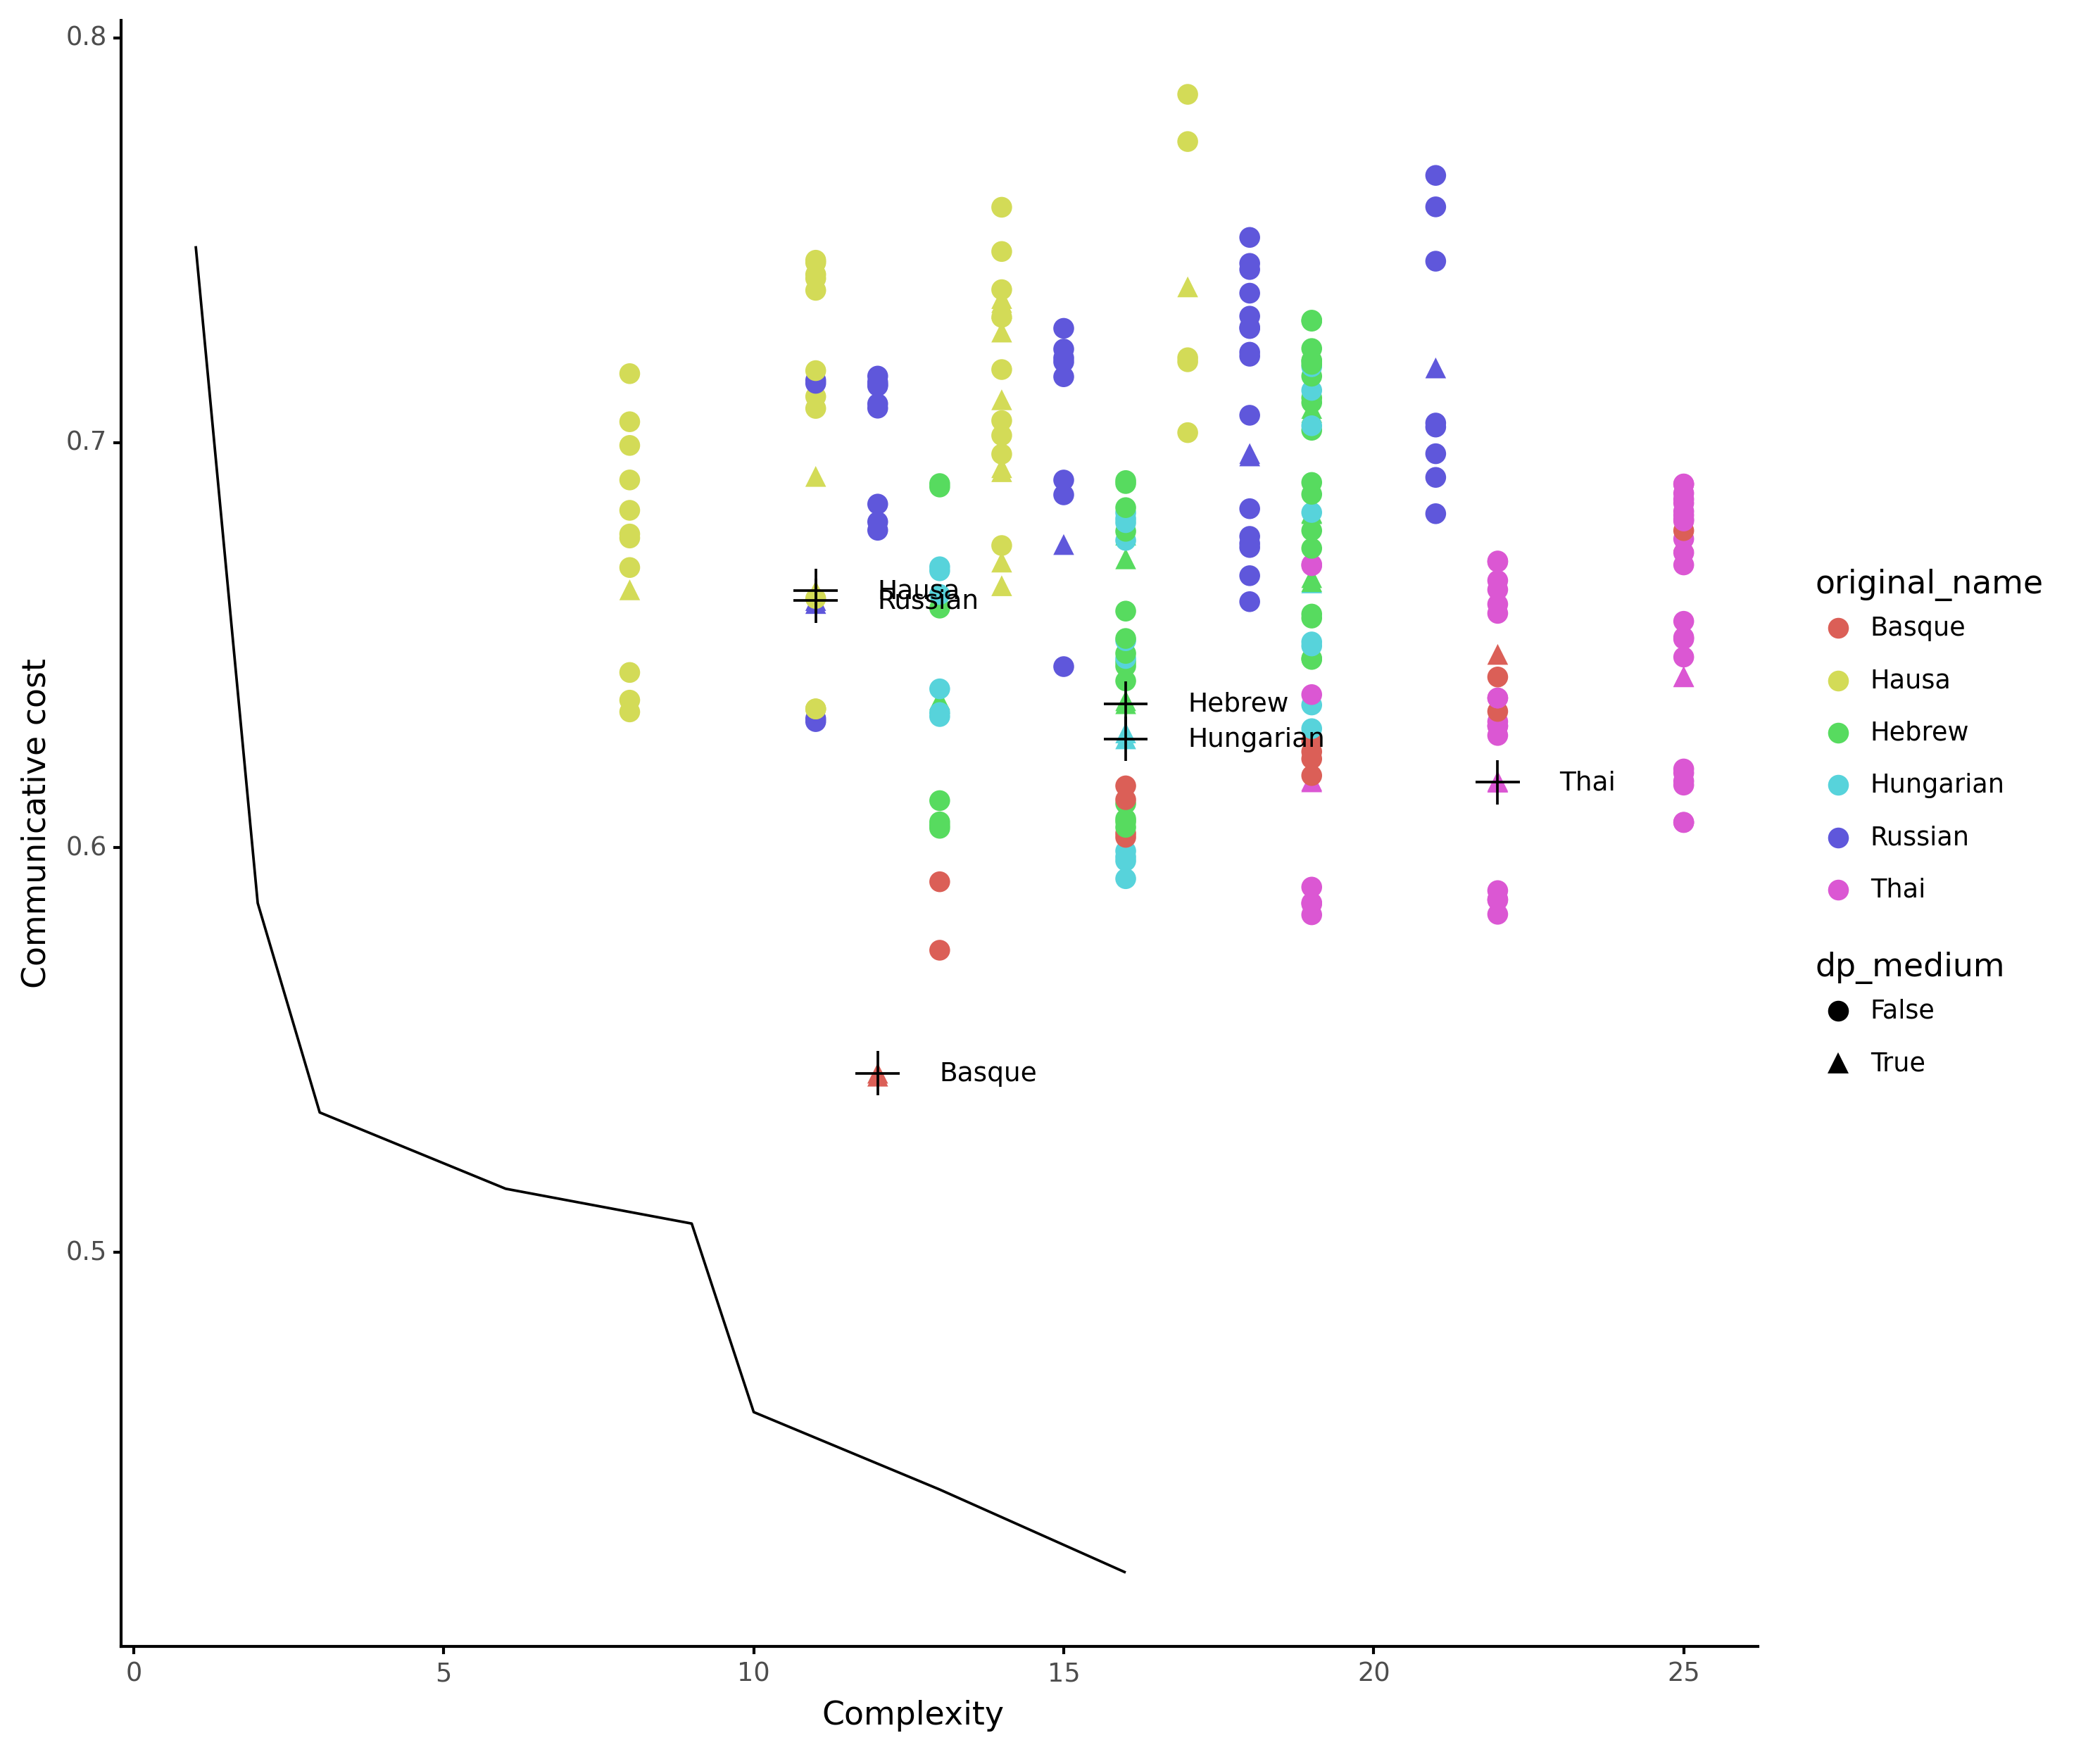 0.8
0.7
0.6
0.5
Communicative cost
0
5
10
15
20
25
Complexity
Hausa
Russian
Hebrew
Hungarian
Thai
Basque
original_name
Basque
Hausa
Hebrew
Hungarian
Russian
Thai
dp_medium
False
True